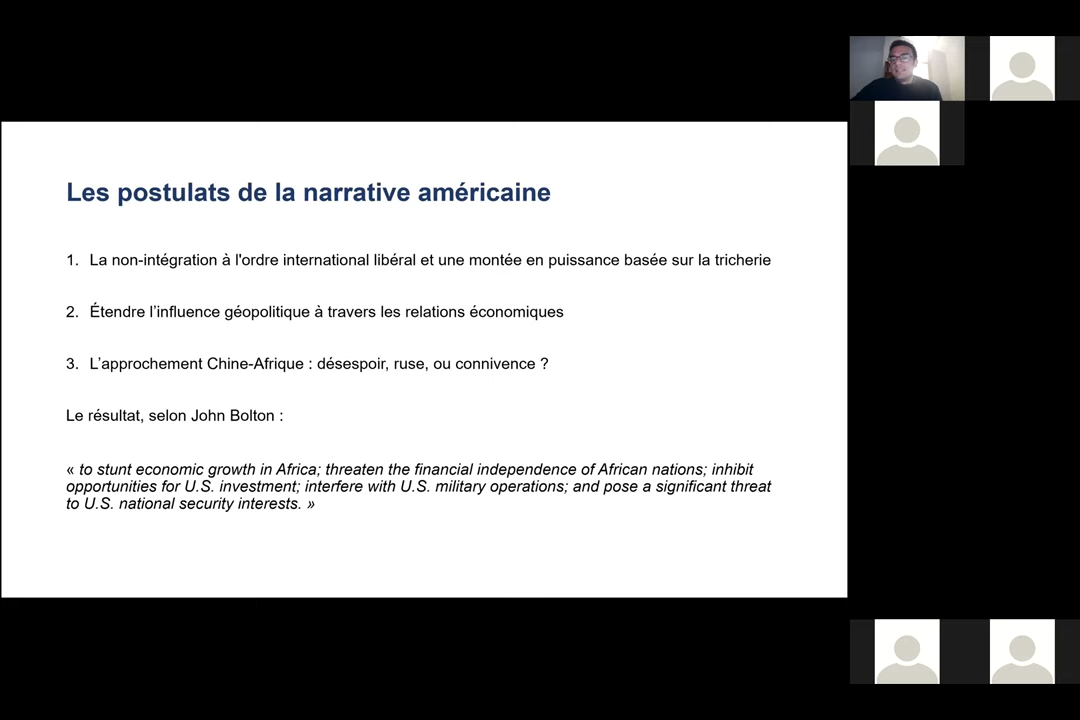 Les postulats de la narrative américaine
1. La non-intégration à l'ordre international libéral et une montée en puissance basée sur la tricherie
2. Étendre l’influence géopolitique à travers les relations économiques
3. L’approchement Chine-Afrique : désespoir, ruse, ou connivence ?
Le résultat, selon John Bolton :
« to stunt economic growth in Africa; threaten the financial independence of African nations; inhibit
opportunities for U.S. investment; interfere with U.S. military operations; and pose a significant threat
to U.S. national security interests. »